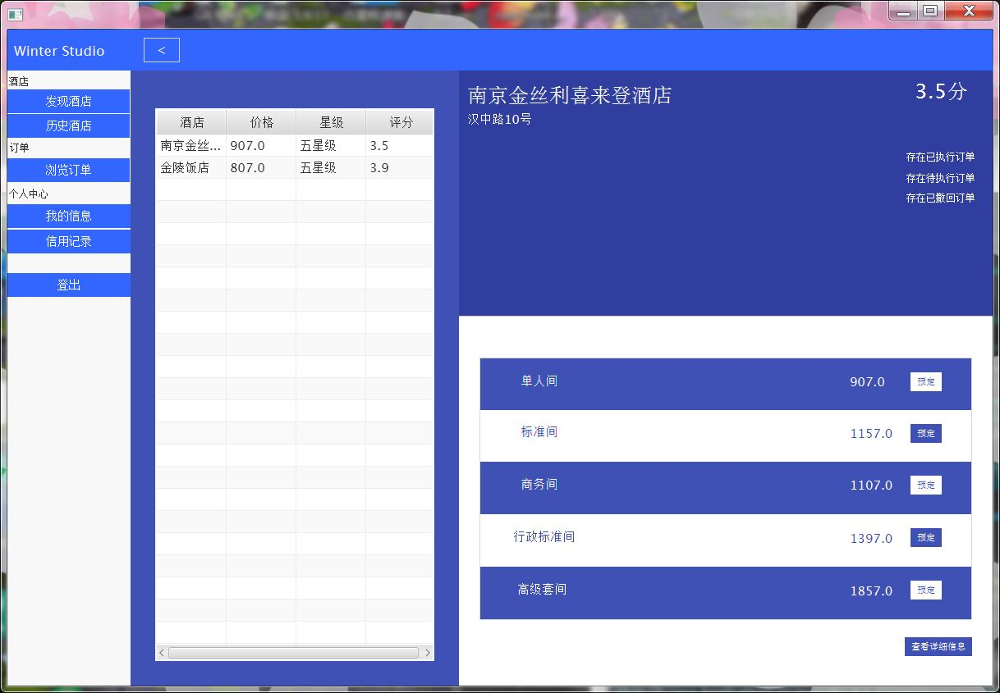 Winter Studio
<
酒店
发现酒店
历史酒店
订单
浏览订单
个人中心
我的信息
信用记录
登出
酒店 价格 星级 评分
南京金丝... 907.0 五星级 3.5
金陵饭店 807.0 五星级 3.9
南京金丝利喜来登酒店 3.5分
汉中路10号
存在已执行订单
存在待执行订单
存在已撤回订单
单人间 907.0 预定
标准间 1157.0 预定
商务间 1107.0 预定
行政标准间 1397.0 预定
高级套间 1857.0 预定
查看详细信息